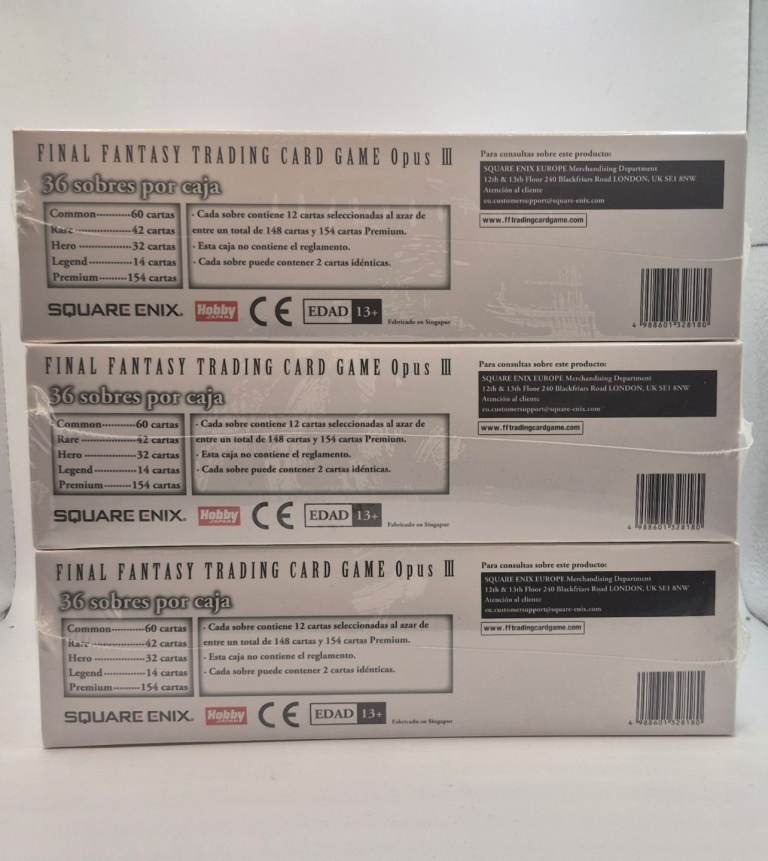 FINAL FANTASY TRADING CARD GAME Opus III
36 sobres por caja
Common-----------60 cartas
Rare ----------------42 cartas
Hero ----------------32 cartas
Legend -------------14 cartas
Premium---------154 cartas
- Cada sobre contiene 12 cartas seleccionadas al azar de
entre un total de 148 cartas y 154 cartas Premium.
- Esta caja no contiene el reglamento.
- Cada sobre puede contener 2 cartas idénticas.
Para consultas sobre este producto:
SQUARE ENIX EUROPE Merchandising Department
12th & 13th Floor 240 Blackfriars Road LONDON, UK SE1 8NW
Atención al cliente
eu.customersupport@square-enix.com
www.fftradingcardgame.com
SQUARE ENIX. Hobby JAPAN CE EDAD 13+ Fabricado en Singapur
4 988601 328180
FINAL FANTASY TRADING CARD GAME Opus III
36 sobres por caja
Common-----------60 cartas
Rare ----------------42 cartas
Hero ----------------32 cartas
Legend -------------14 cartas
Premium---------154 cartas
- Cada sobre contiene 12 cartas seleccionadas al azar de
entre un total de 148 cartas y 154 cartas Premium.
- Esta caja no contiene el reglamento.
- Cada sobre puede contener 2 cartas idénticas.
Para consultas sobre este producto:
SQUARE ENIX EUROPE Merchandising Department
12th & 13th Floor 240 Blackfriars Road LONDON, UK SE1 8NW
Atención al cliente
eu.customersupport@square-enix.com
www.fftradingcardgame.com
SQUARE ENIX. Hobby JAPAN CE EDAD 13+ Fabricado en Singapur
4 988601 328180
FINAL FANTASY TRADING CARD GAME Opus III
36 sobres por caja
Common-----------60 cartas
Rare ----------------42 cartas
Hero ----------------32 cartas
Legend -------------14 cartas
Premium---------154 cartas
- Cada sobre contiene 12 cartas seleccionadas al azar de
entre un total de 148 cartas y 154 cartas Premium.
- Esta caja no contiene el reglamento.
- Cada sobre puede contener 2 cartas idénticas.
Para consultas sobre este producto:
SQUARE ENIX EUROPE Merchandising Department
12th & 13th Floor 240 Blackfriars Road LONDON, UK SE1 8NW
Atención al cliente
eu.customersupport@square-enix.com
www.fftradingcardgame.com
SQUARE ENIX. Hobby JAPAN CE EDAD 13+ Fabricado en Singapur
4 988601 328180